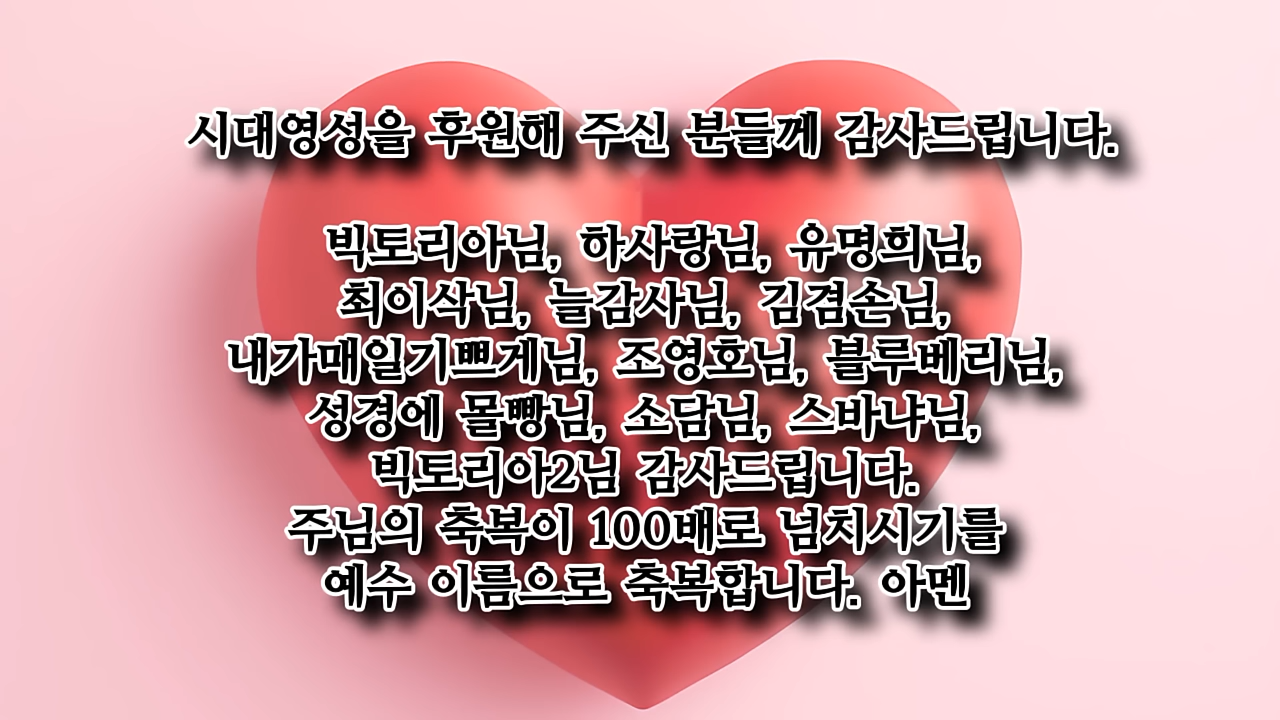 시대영성을 후원해 주신 분들께 감사드립니다.
빅토리아님, 하사랑님, 유명희님,
최이삭님, 늘감사님, 김겸손님,
내가매일기쁘게님, 조영호님, 블루베리님,
성경에 몰빵님, 소담님, 스바냐님,
빅토리아2님 감사드립니다.
주님의 축복이 100배로 넘치시기를
예수 이름으로 축복합니다. 아멘